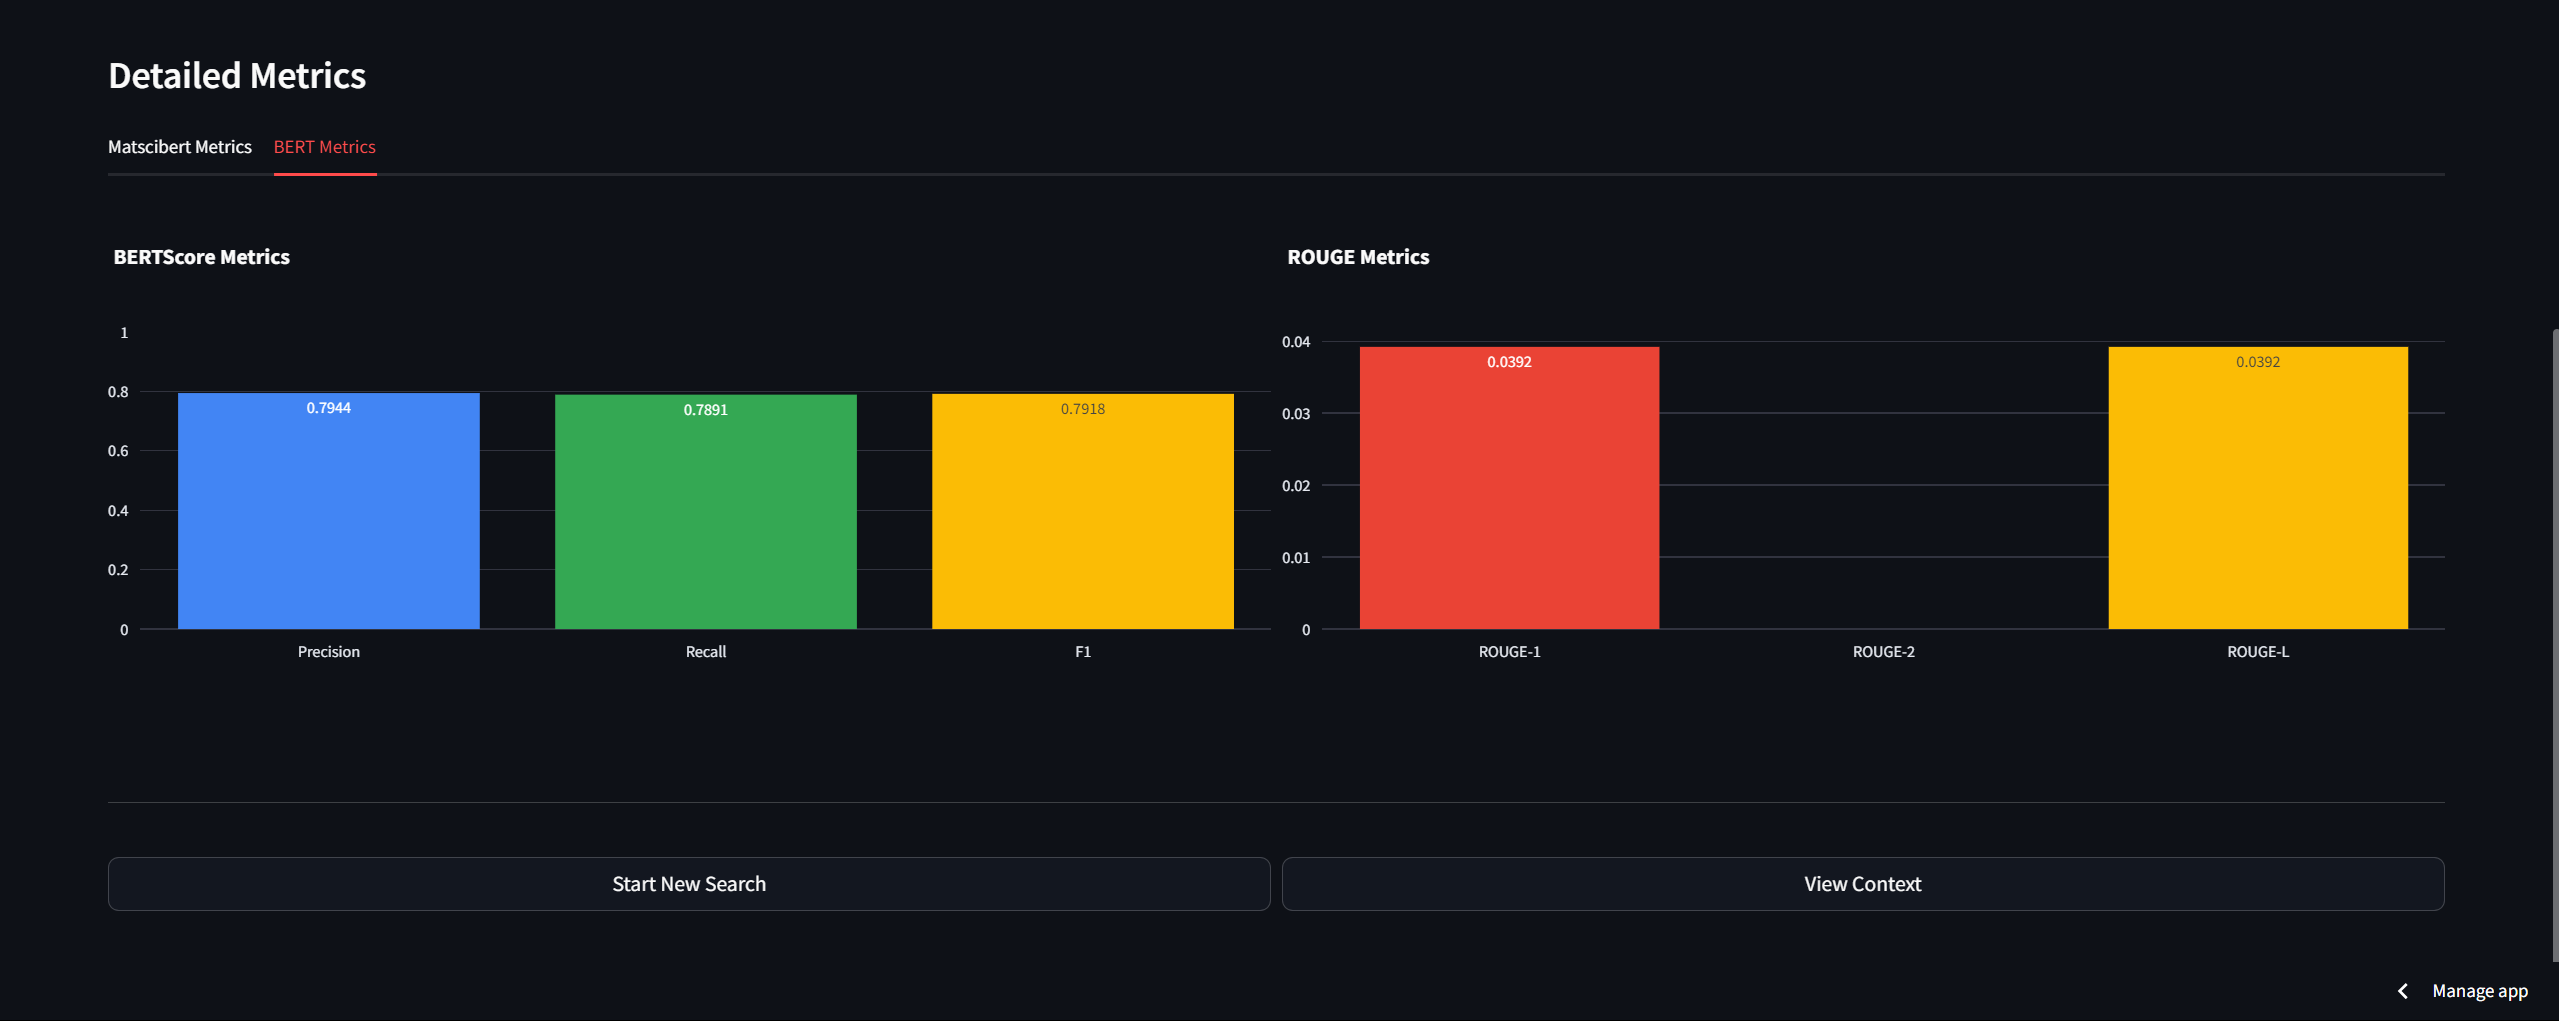 Detailed Metrics
Matscibert Metrics BERT Metrics
BERTScore Metrics
1
0.8
0.6
0.4
0.2
0
0.7944
0.7891
0.7918
Precision Recall F1
ROUGE Metrics
0.04
0.03
0.02
0.01
0
0.0392
0.0392
ROUGE-1 ROUGE-2 ROUGE-L
Start New Search
View Context
Manage app